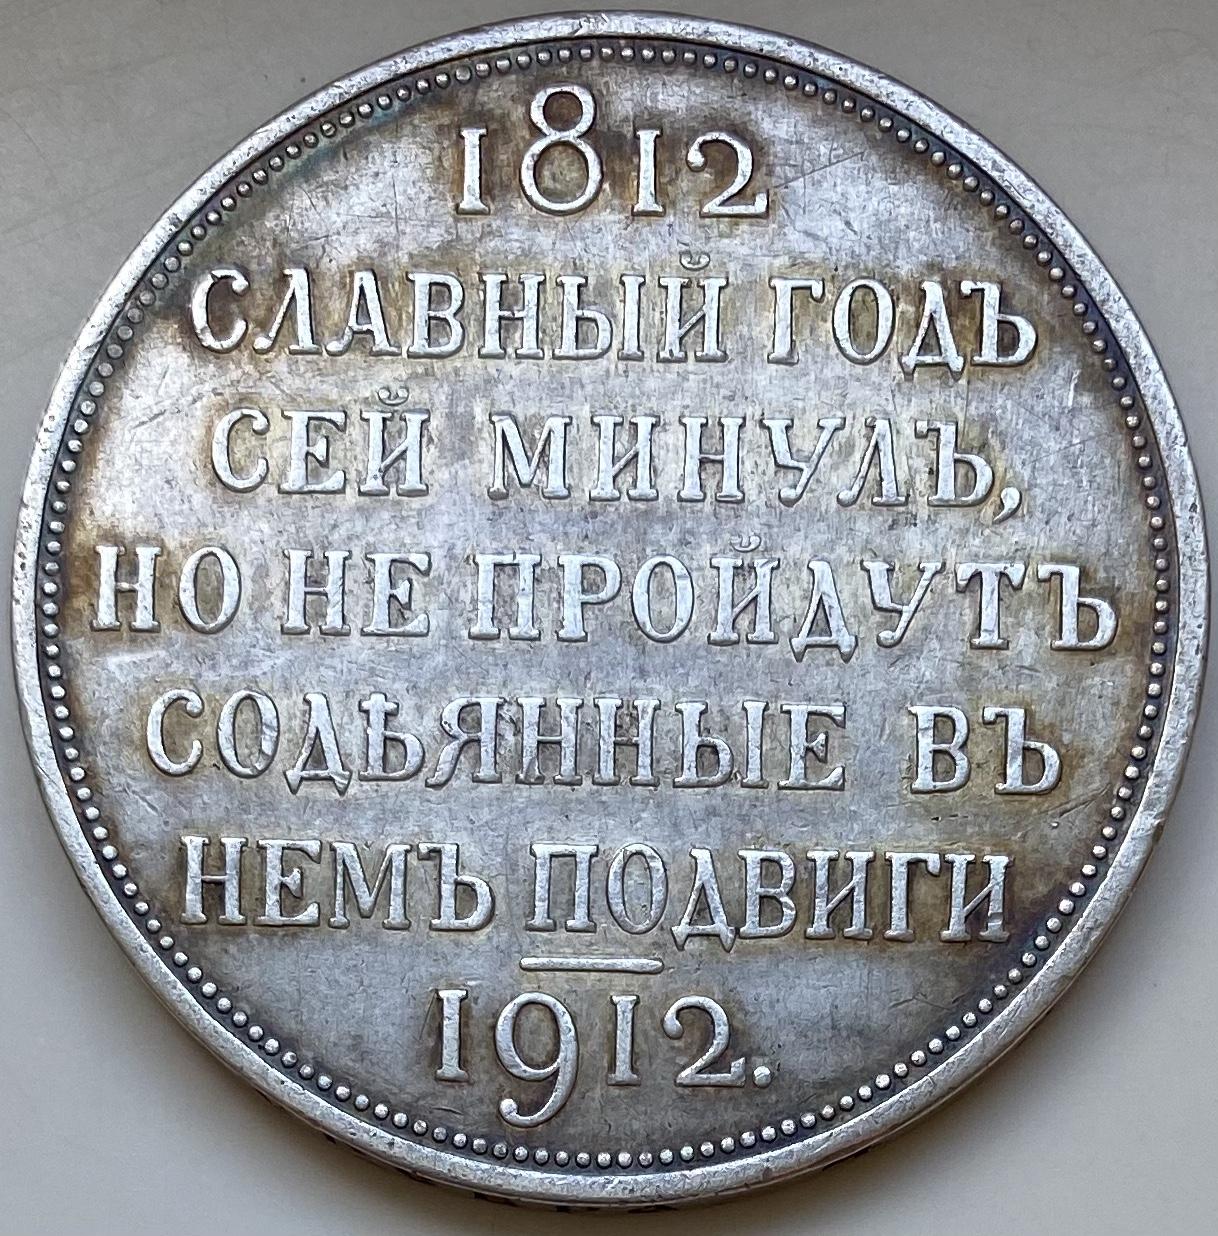 1812
СЛАВНЫЙ ГОДЪ
СЕЙ МИНУЛЪ,
НО НЕ ПРОЙДУТЪ
СОДѢЯННЫЕ ВЪ
НЕМЪ ПОДВИГИ
1912.